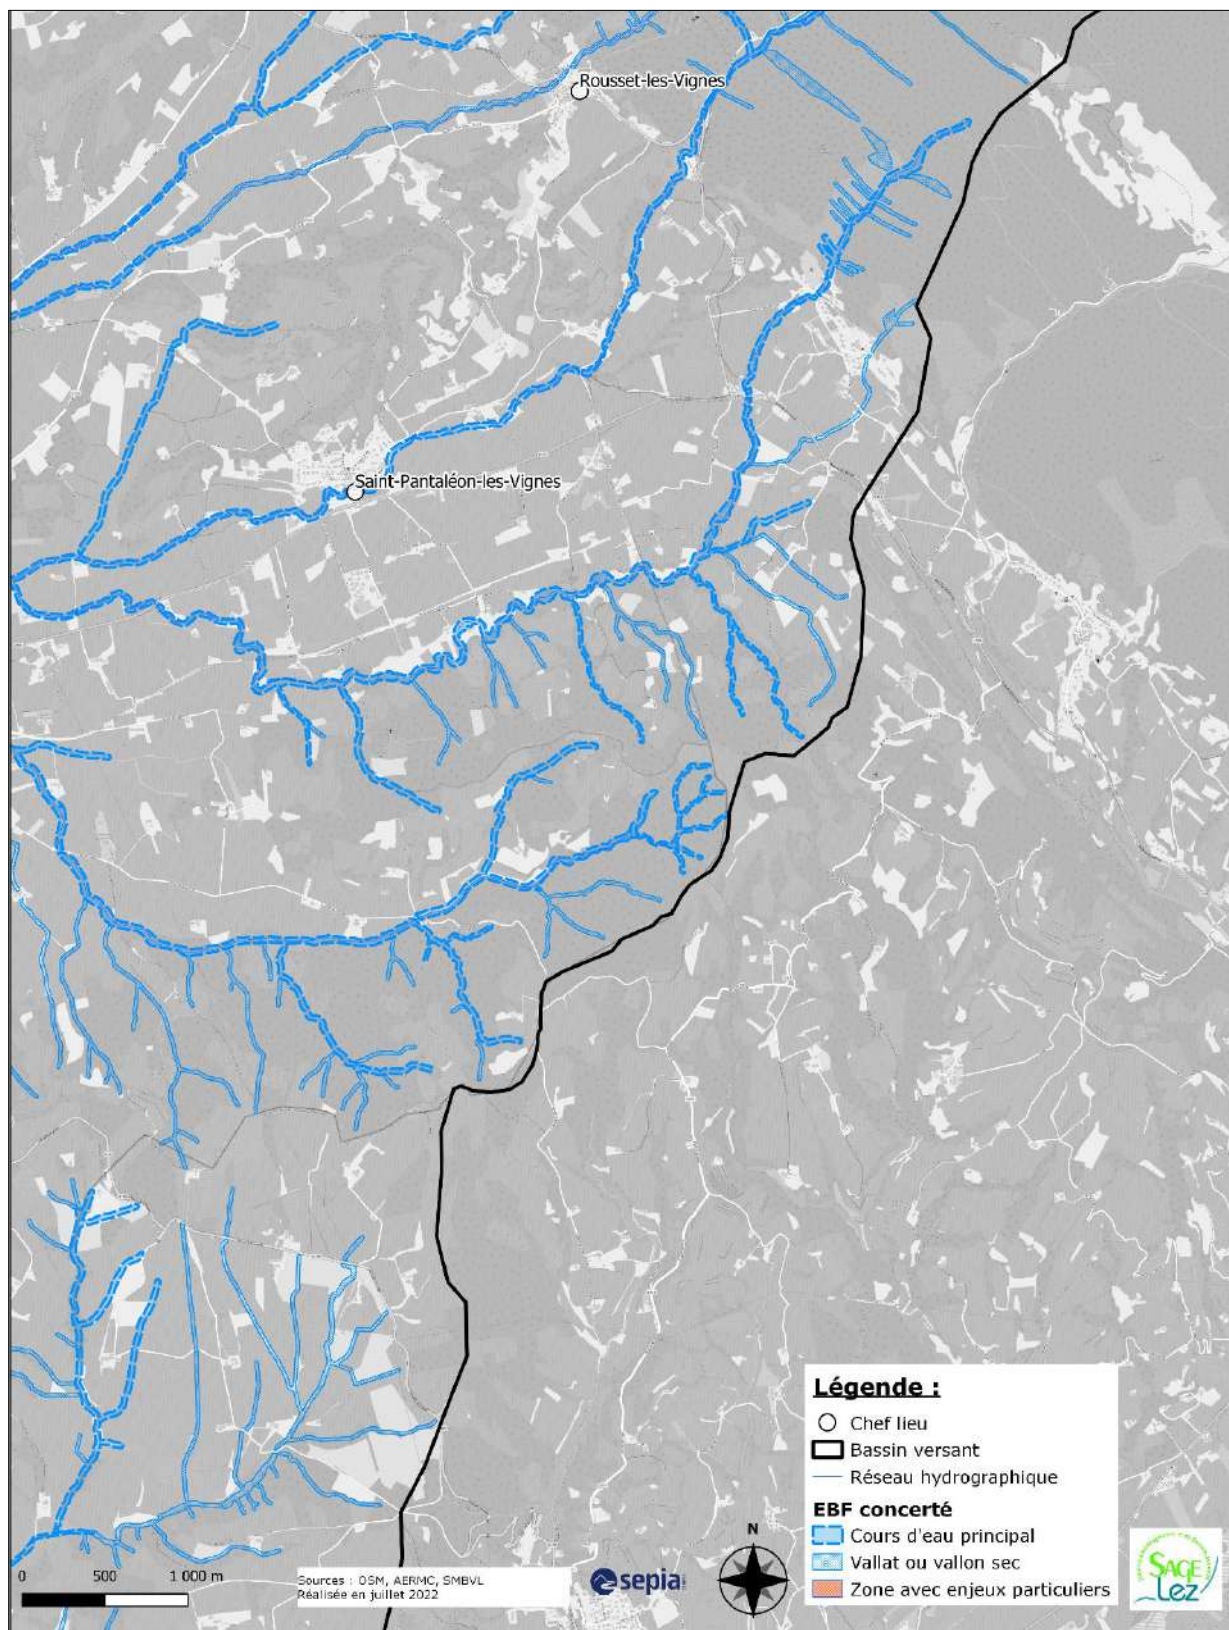 Rousset-les-Vignes
Saint-Pantaléon-les-Vignes
Légende :
Chef lieu
Bassin versant
Réseau hydrographique
EBF concerté
Cours d'eau principal
Vallat ou vallon sec
Zone avec enjeux particuliers
N
0 500 1 000 m
Sources : OSM, AERMC, SMBVL
Réalisée en juillet 2022
sepia
SAGE
Lez